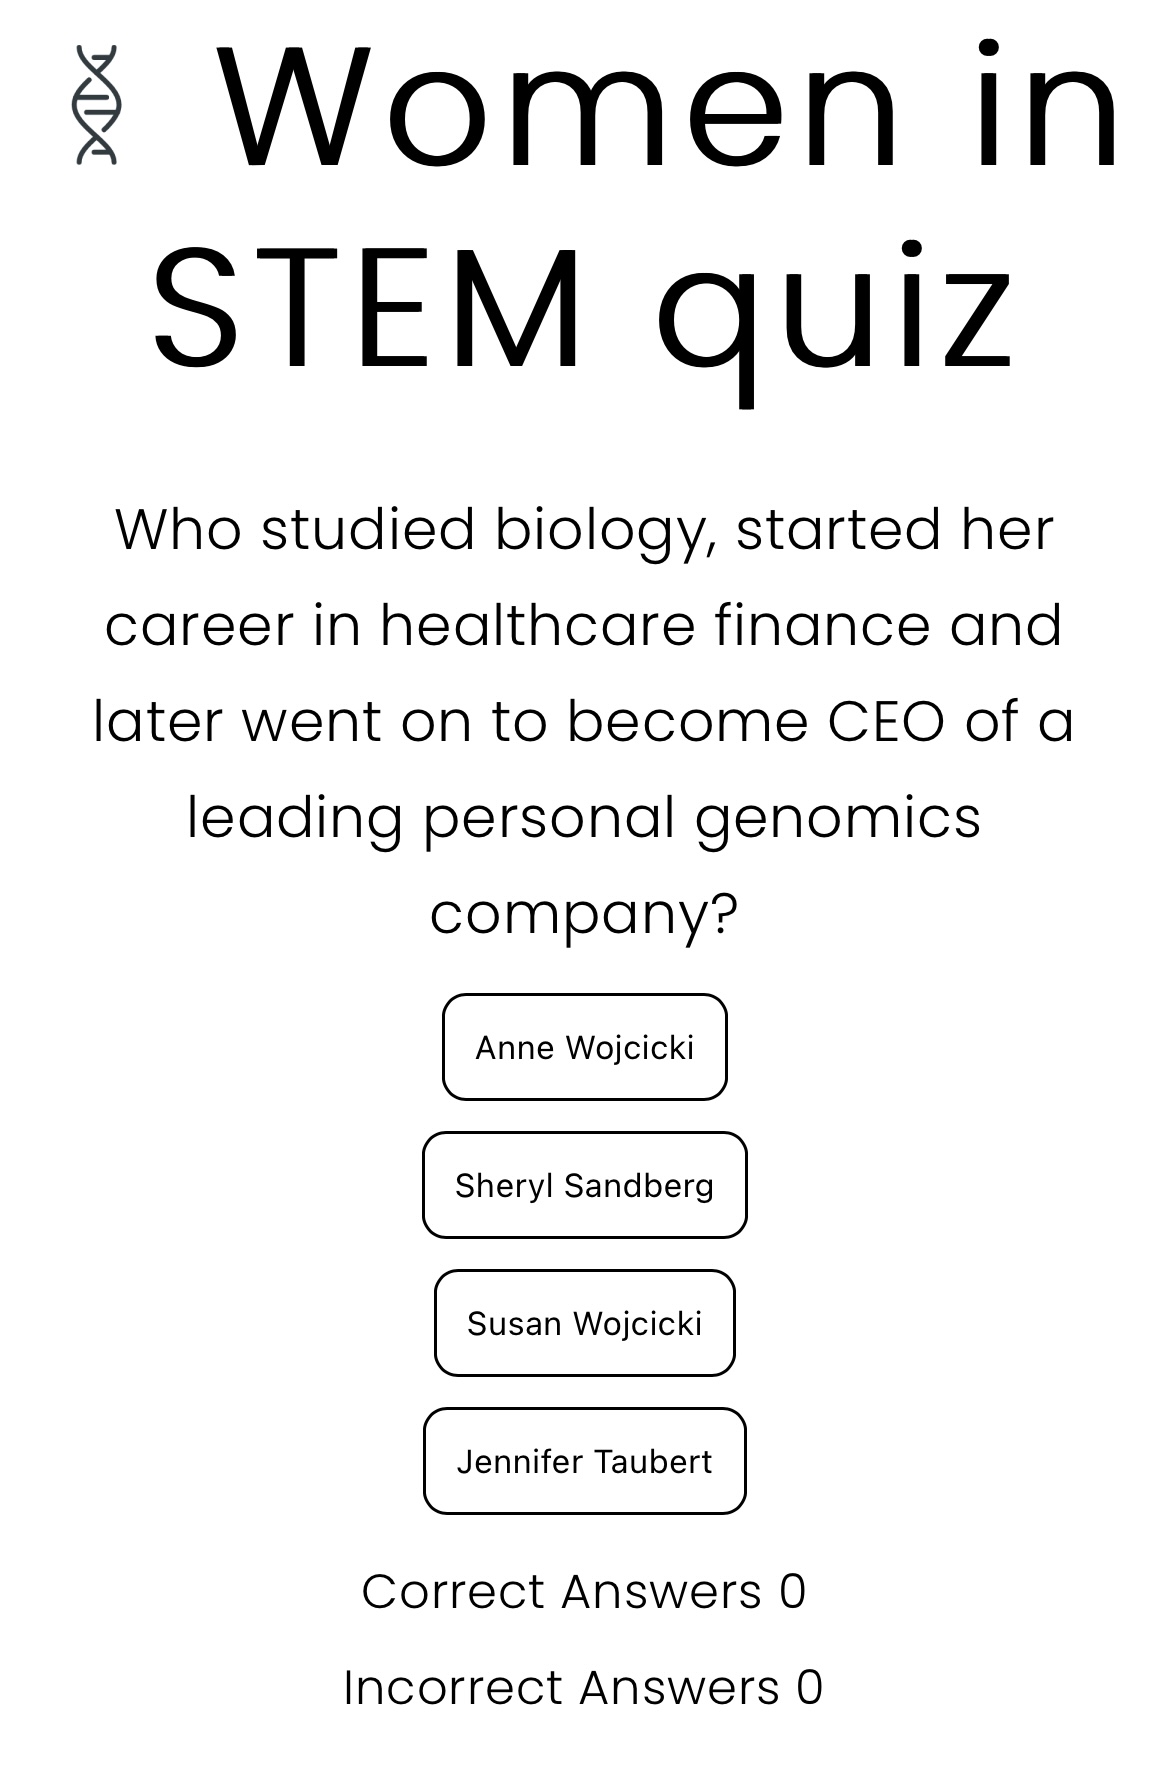 Women in
STEM quiz
Who studied biology, started her
career in healthcare finance and
later went on to become CEO of a
leading personal genomics
company?
Anne Wojcicki
Sheryl Sandberg
Susan Wojcicki
Jennifer Taubert
Correct Answers 0
Incorrect Answers 0